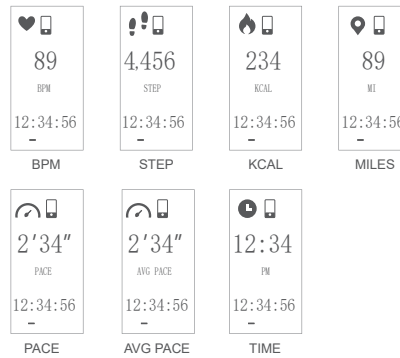 89
BPM
12:34:56
BPM
4,456
STEP
12:34:56
STEP
234
KCAL
12:34:56
KCAL
89
MI
12:34:56
MILES
2'34"
PACE
12:34:56
PACE
2'34"
AVG PACE
12:34:56
AVG PACE
12:34
PM
12:34:56
TIME